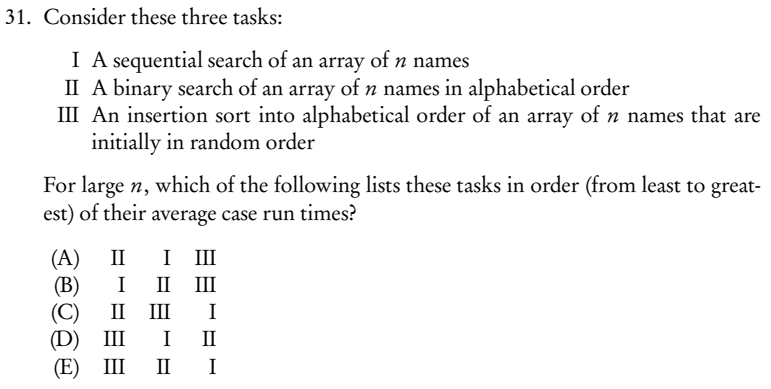 31. Consider these three tasks:
I A sequential search of an array of n names
II A binary search of an array of n names in alphabetical order
III An insertion sort into alphabetical order of an array of n names that are
initially in random order
For large n, which of the following lists these tasks in order (from least to great-
est) of their average case run times?
(A) II I III
(B) I II III
(C) II III I
(D) III I II
(E) III II I